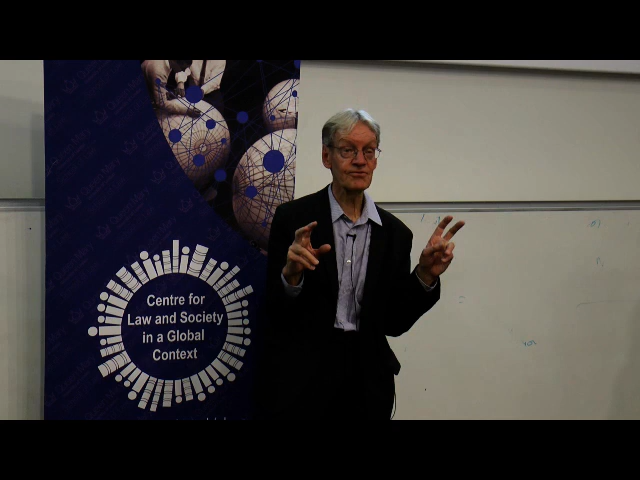 Centre for
Law and Society
in a Global
Context